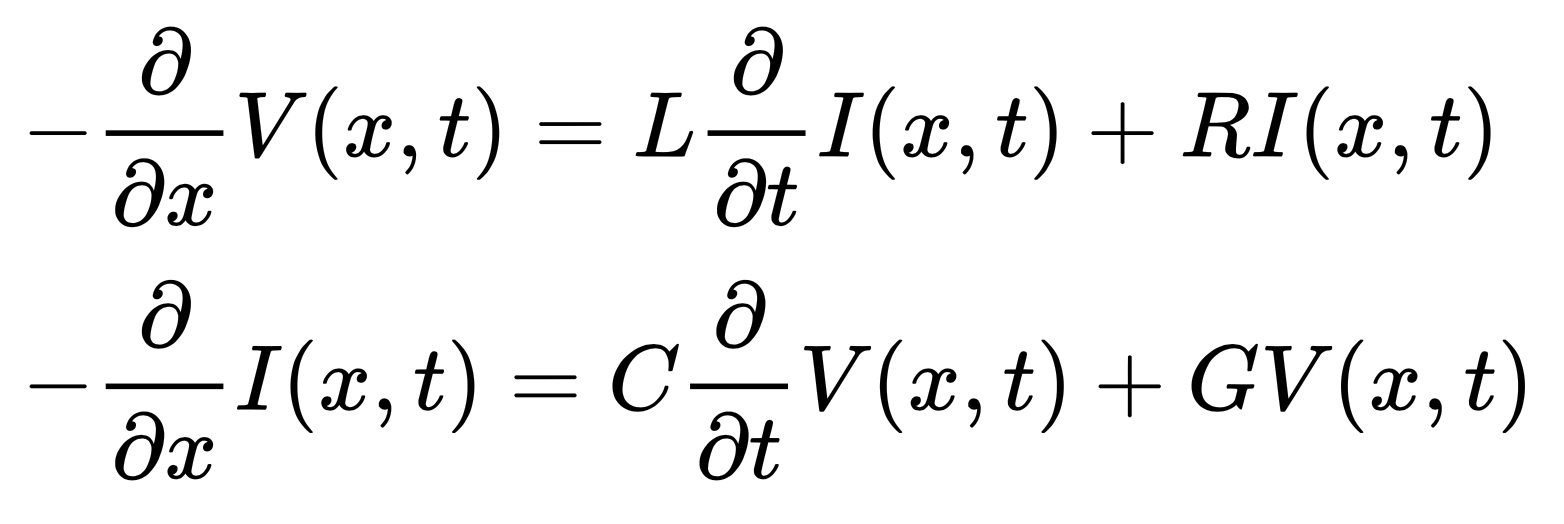 −∂/∂x V(x, t) = L ∂/∂t I(x, t) + RI(x, t)
−∂/∂x I(x, t) = C ∂/∂t V(x, t) + GV(x, t)